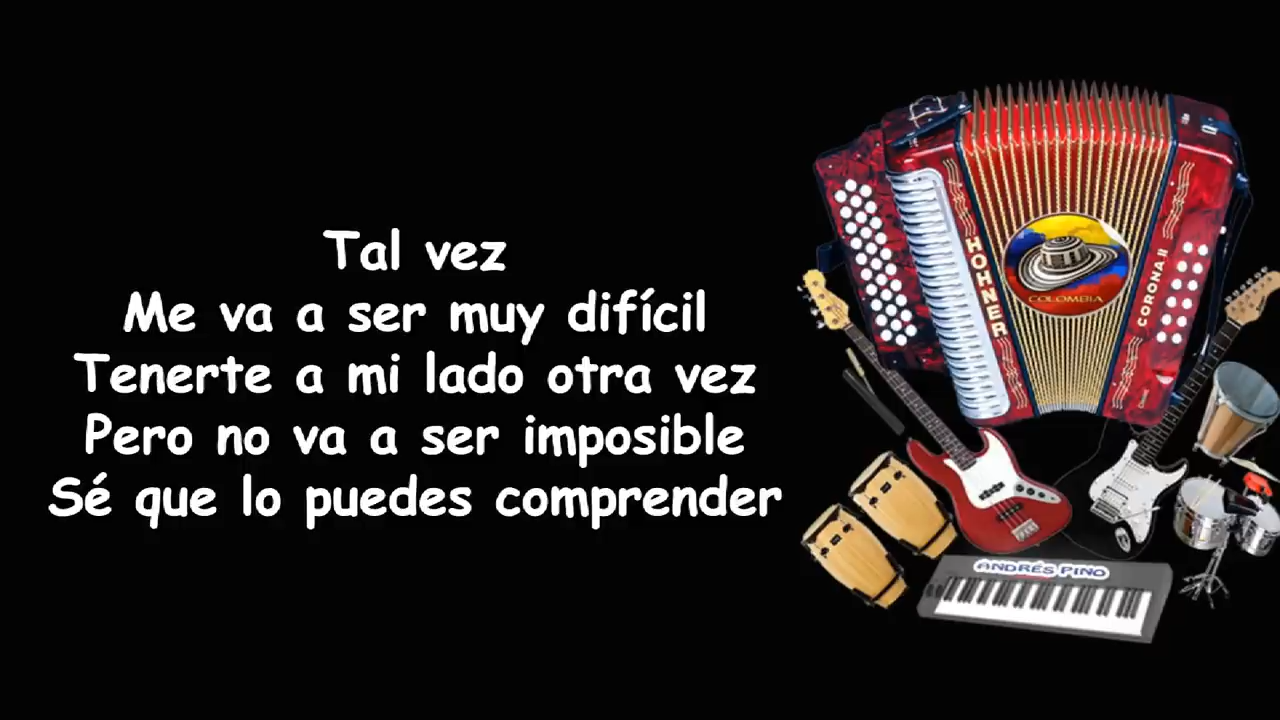 Tal vez
Me va a ser muy difícil
Tenerte a mi lado otra vez
Pero no va a ser imposible
Sé que lo puedes comprender
HOHNER
COLOMBIA
CORONA II
ANDRÉS PINO